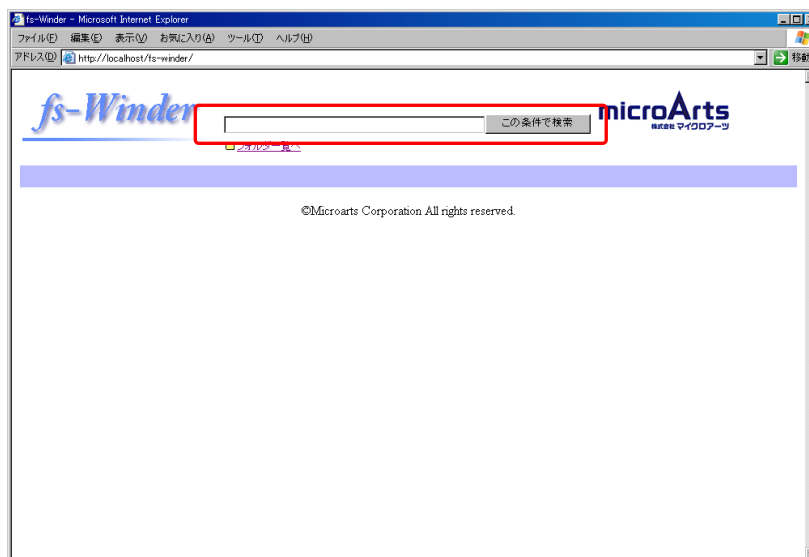 fs-Winder - Microsoft Internet Explorer
ファイル(F) 編集(E) 表示(V) お気に入り(A) ツール(T) ヘルプ(H)
アドレス(D) http://localhost/fs-winder/ 移動
fs-Winder
この条件で検索
microArts
株式会社 マイクロアーツ
フォルダ一覧へ
©Microarts Corporation All rights reserved.